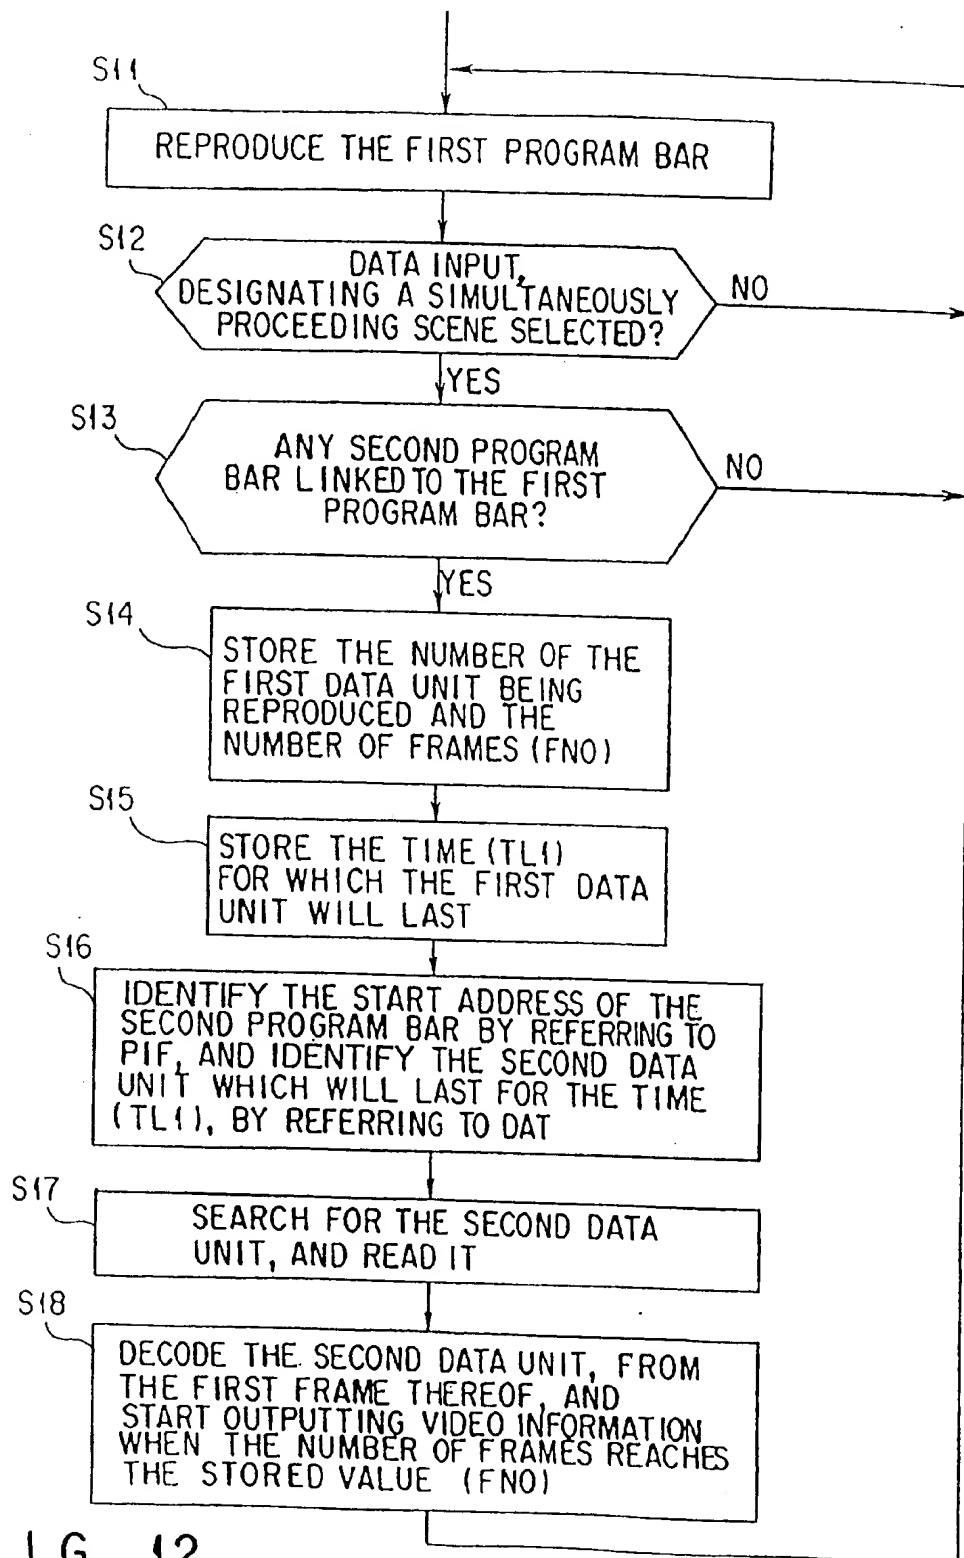 S11
REPRODUCE THE FIRST PROGRAM BAR
S12
DATA INPUT,
DESIGNATING A SIMULTANEOUSLY
PROCEEDING SCENE SELECTED?
NO
YES
S13
ANY SECOND PROGRAM
BAR LINKED TO THE FIRST
PROGRAM BAR?
NO
YES
S14
STORE THE NUMBER OF THE
FIRST DATA UNIT BEING
REPRODUCED AND THE
NUMBER OF FRAMES (FNO)
S15
STORE THE TIME (TL1)
FOR WHICH THE FIRST DATA
UNIT WILL LAST
S16
IDENTIFY THE START ADDRESS OF THE
SECOND PROGRAM BAR BY REFERRING TO
PIF, AND IDENTIFY THE SECOND DATA
UNIT WHICH WILL LAST FOR THE TIME
(TL1), BY REFERRING TO DAT
S17
SEARCH FOR THE SECOND DATA
UNIT, AND READ IT
S18
DECODE THE SECOND DATA UNIT, FROM
THE FIRST FRAME THEREOF, AND
START OUTPUTTING VIDEO INFORMATION
WHEN THE NUMBER OF FRAMES REACHES
THE STORED VALUE (FNO)
IG. 12